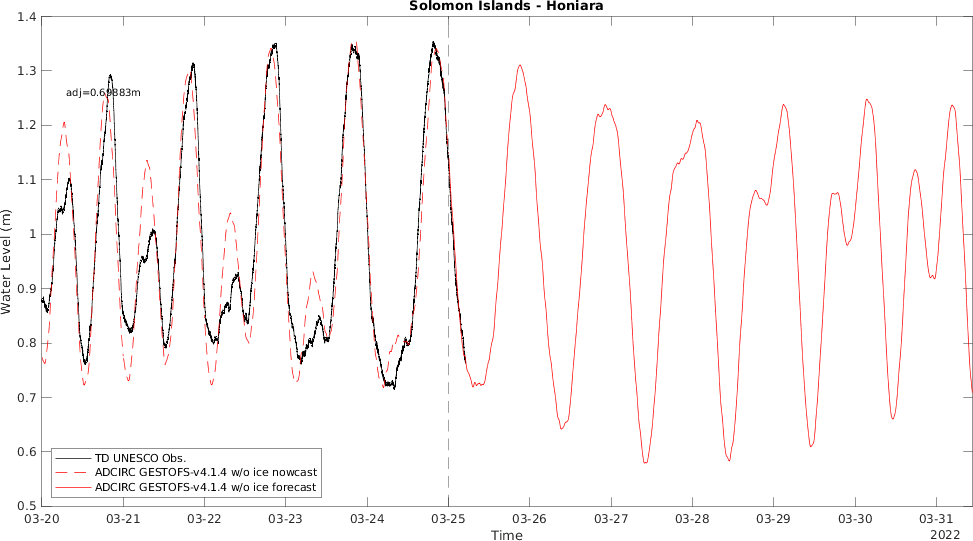 Solomon Islands - Honiara
1.4
1.3
adj=0.69883m
1.2
1.1
1
0.9
0.8
0.7
0.6
0.5
Water Level (m)
TD UNESCO Obs.
ADCIRC GESTOFS-v4.1.4 w/o ice nowcast
ADCIRC GESTOFS-v4.1.4 w/o ice forecast
03-20 03-21 03-22 03-23 03-24 03-25 03-26 03-27 03-28 03-29 03-30 03-31
Time
2022